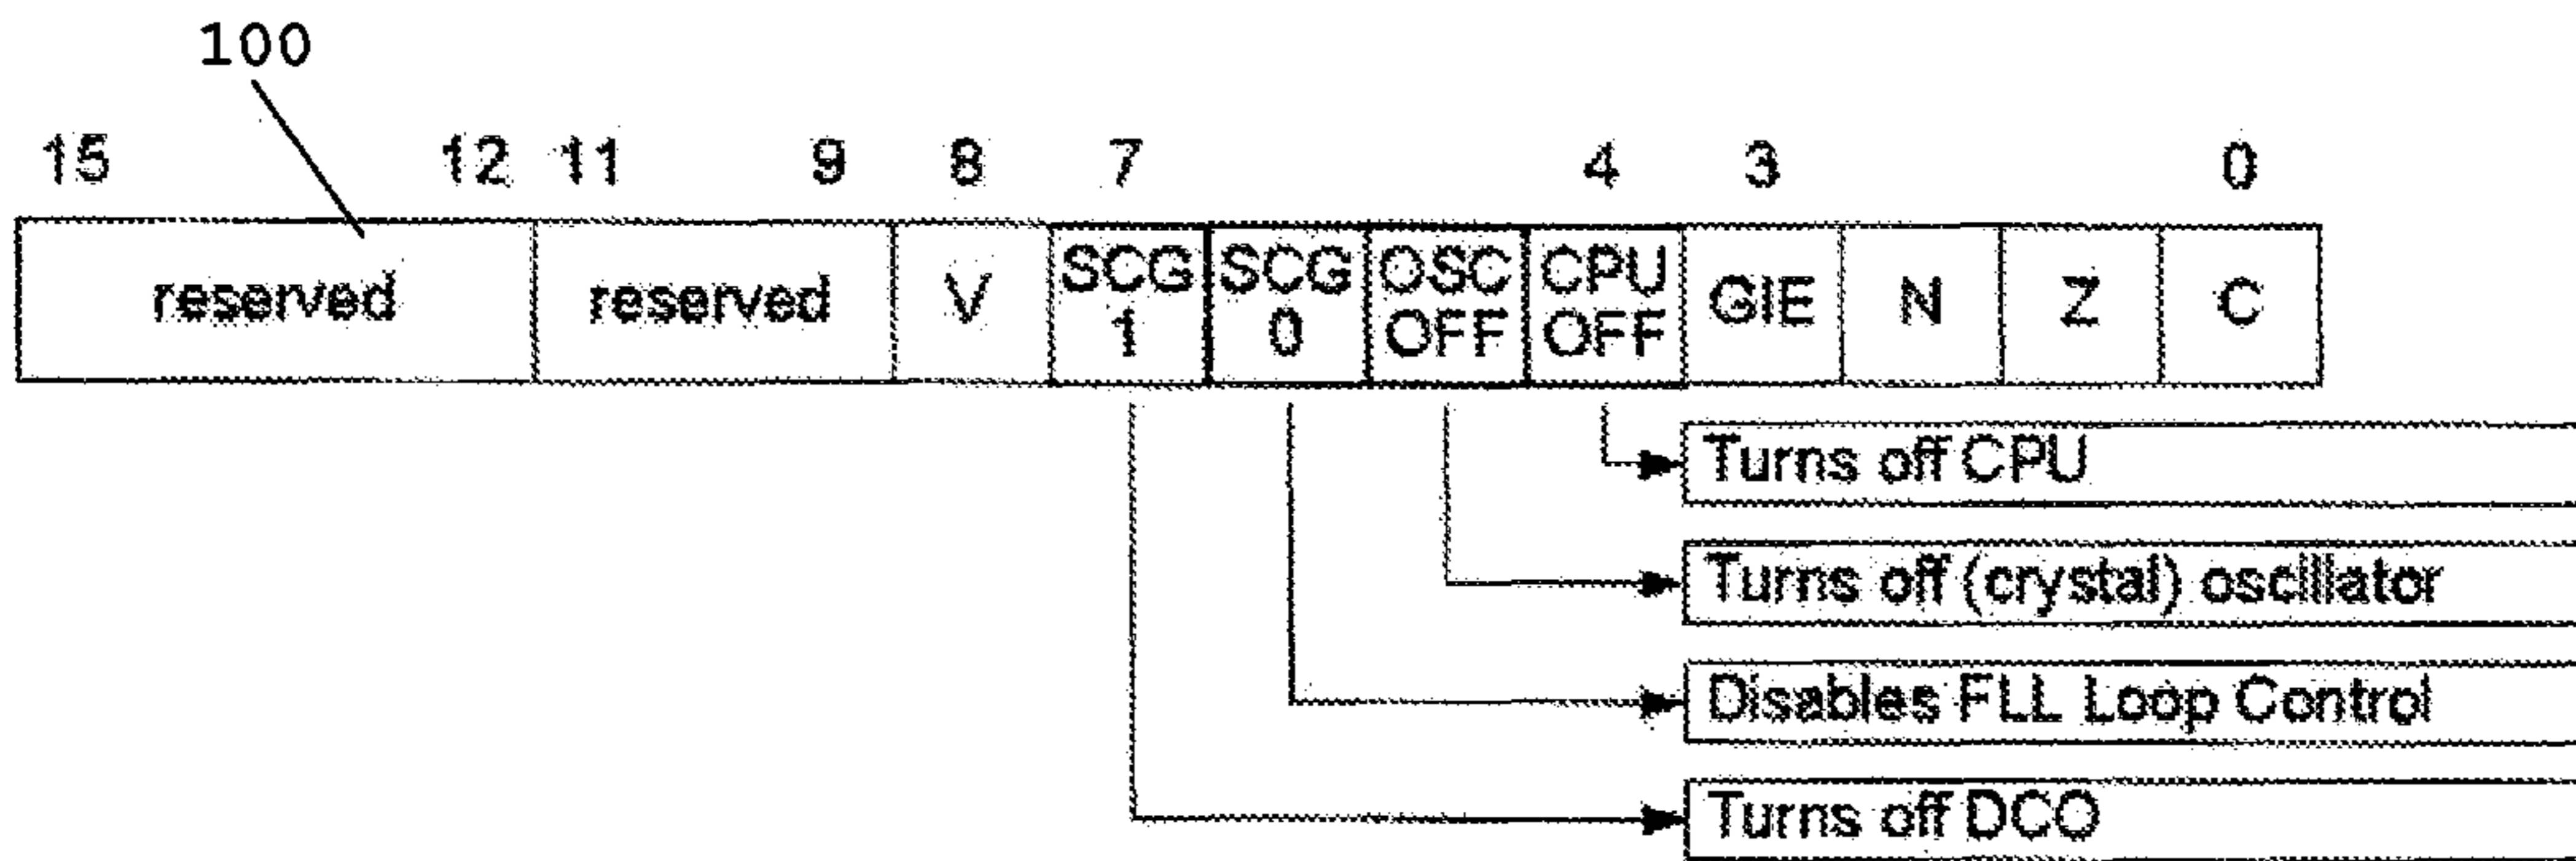 100
15 12 11 9 8 7 4 3 0
reserved reserved V SCG 1 SCG 0 OSC OFF CPU OFF GIE N Z C
Turns off CPU
Turns off (crystal) oscillator
Disables FLL Loop Control
Turns off DCO